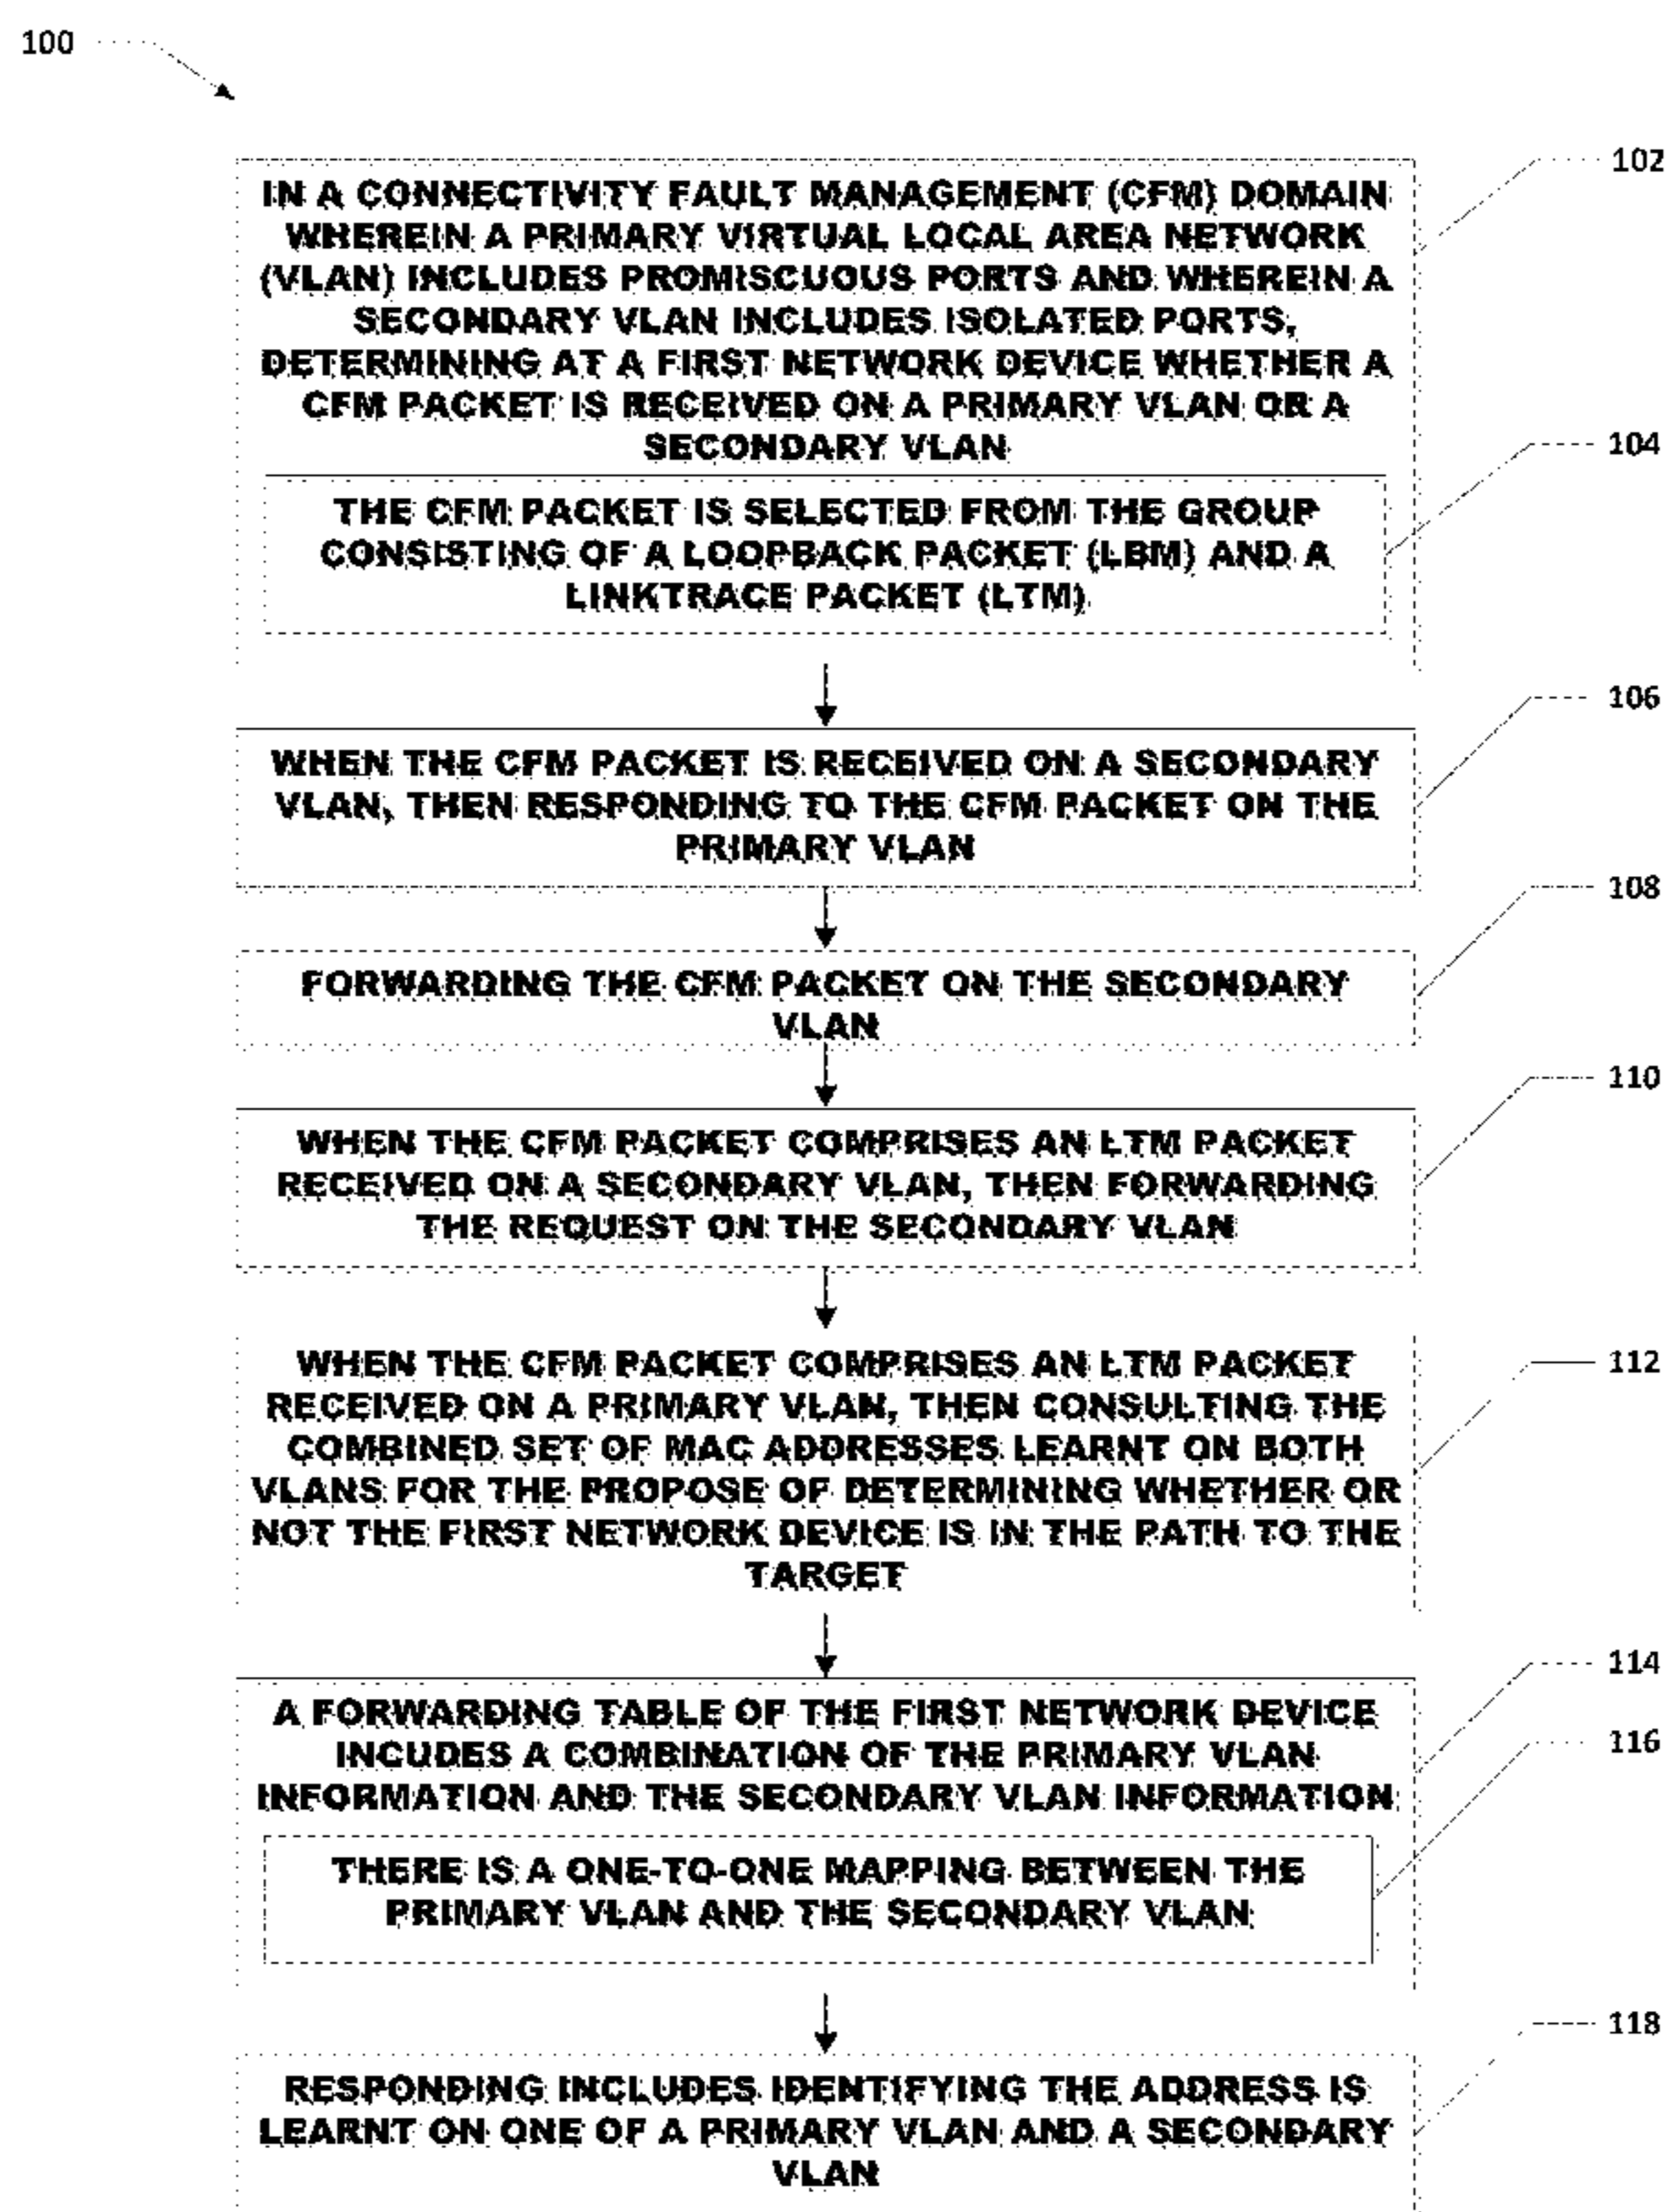 100
102
IN A CONNECTIVITY FAULT MANAGEMENT (CFM) DOMAIN
WHEREIN A PRIMARY VIRTUAL LOCAL AREA NETWORK
(VLAN) INCLUDES PROMISCUOUS PORTS AND WHEREIN A
SECONDARY VLAN INCLUDES ISOLATED PORTS,
DETERMINING AT A FIRST NETWORK DEVICE WHETHER A
CFM PACKET IS RECEIVED ON A PRIMARY VLAN OR A
SECONDARY VLAN
104
THE CFM PACKET IS SELECTED FROM THE GROUP
CONSISTING OF A LOOPBACK PACKET (LBM) AND A
LINKTRACE PACKET (LTM)
106
WHEN THE CFM PACKET IS RECEIVED ON A SECONDARY
VLAN, THEN RESPONDING TO THE CFM PACKET ON THE
PRIMARY VLAN
108
FORWARDING THE CFM PACKET ON THE SECONDARY
VLAN
110
WHEN THE CFM PACKET COMPRISES AN LTM PACKET
RECEIVED ON A SECONDARY VLAN, THEN FORWARDING
THE REQUEST ON THE SECONDARY VLAN
112
WHEN THE CFM PACKET COMPRISES AN LTM PACKET
RECEIVED ON A PRIMARY VLAN, THEN CONSULTING THE
COMBINED SET OF MAC ADDRESSES LEARNT ON BOTH
VLANS FOR THE PROPOSE OF DETERMINING WHETHER OR
NOT THE FIRST NETWORK DEVICE IS IN THE PATH TO THE
TARGET
114
A FORWARDING TABLE OF THE FIRST NETWORK DEVICE
INCUDES A COMBINATION OF THE PRIMARY VLAN
INFORMATION AND THE SECONDARY VLAN INFORMATION
116
THERE IS A ONE-TO-ONE MAPPING BETWEEN THE
PRIMARY VLAN AND THE SECONDARY VLAN
118
RESPONDING INCLUDES IDENTIFYING THE ADDRESS IS
LEARNT ON ONE OF A PRIMARY VLAN AND A SECONDARY
VLAN